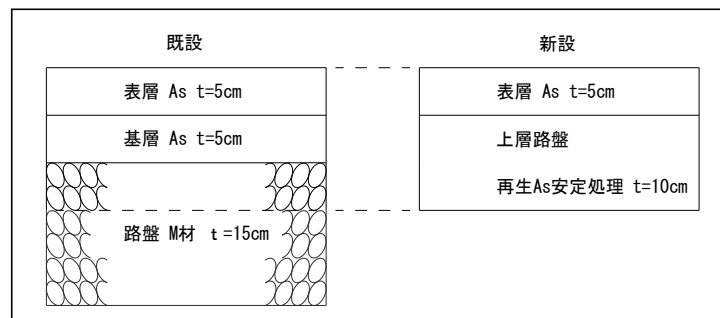 既設
新設
表層 As t=5cm
表層 As t=5cm
基層 As t=5cm
上層路盤
再生As安定処理 t=10cm
路盤 M材 t=15cm